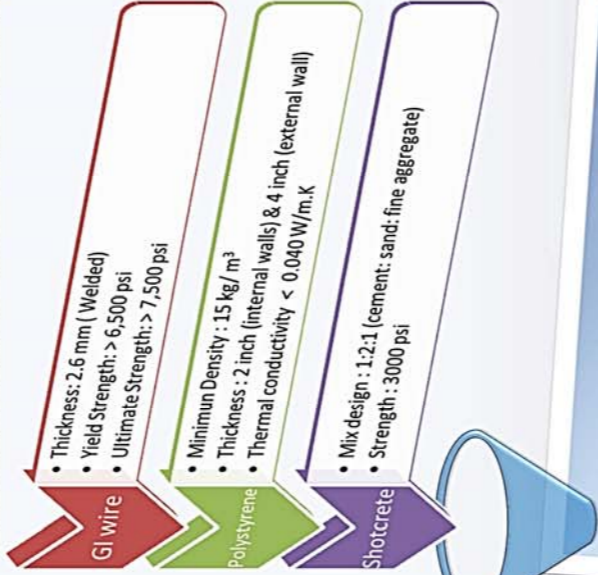 GI wire
• Thickness: 2.6 mm ( Welded)
• Yield Strength: > 6,500 psi
• Ultimate Strength: > 7,500 psi
Polystyrene
• Minimun Density : 15 kg/ m³
• Thickness : 2 inch (internal walls) & 4 inch (external wall)
• Thermal conductivity < 0.040 W/m.K
Shotcrete
• Mix design : 1:2:1 (cement: sand: fine aggregate)
• Strength : 3000 psi